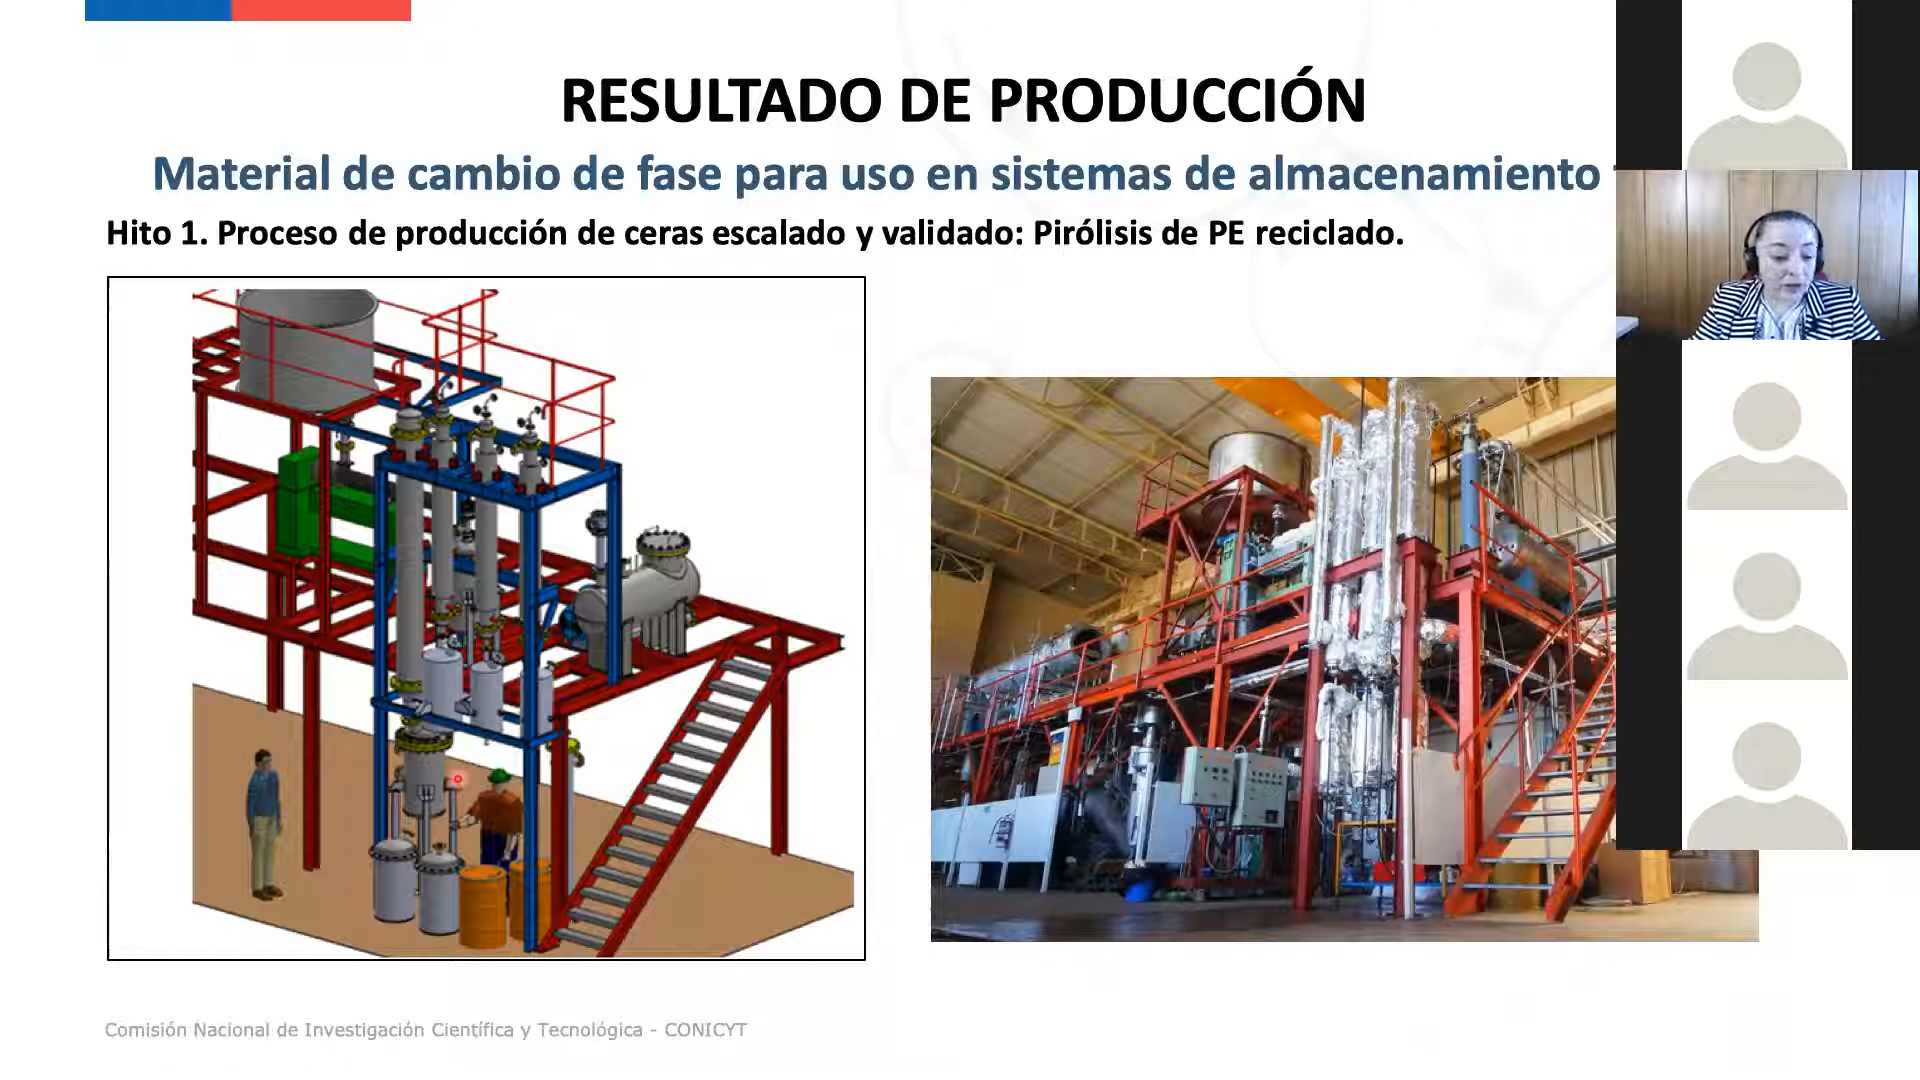 RESULTADO DE PRODUCCIÓN
Material de cambio de fase para uso en sistemas de almacenamiento
Hito 1. Proceso de producción de ceras escalado y validado: Pirólisis de PE reciclado.
Comisión Nacional de Investigación Científica y Tecnológica - CONICYT